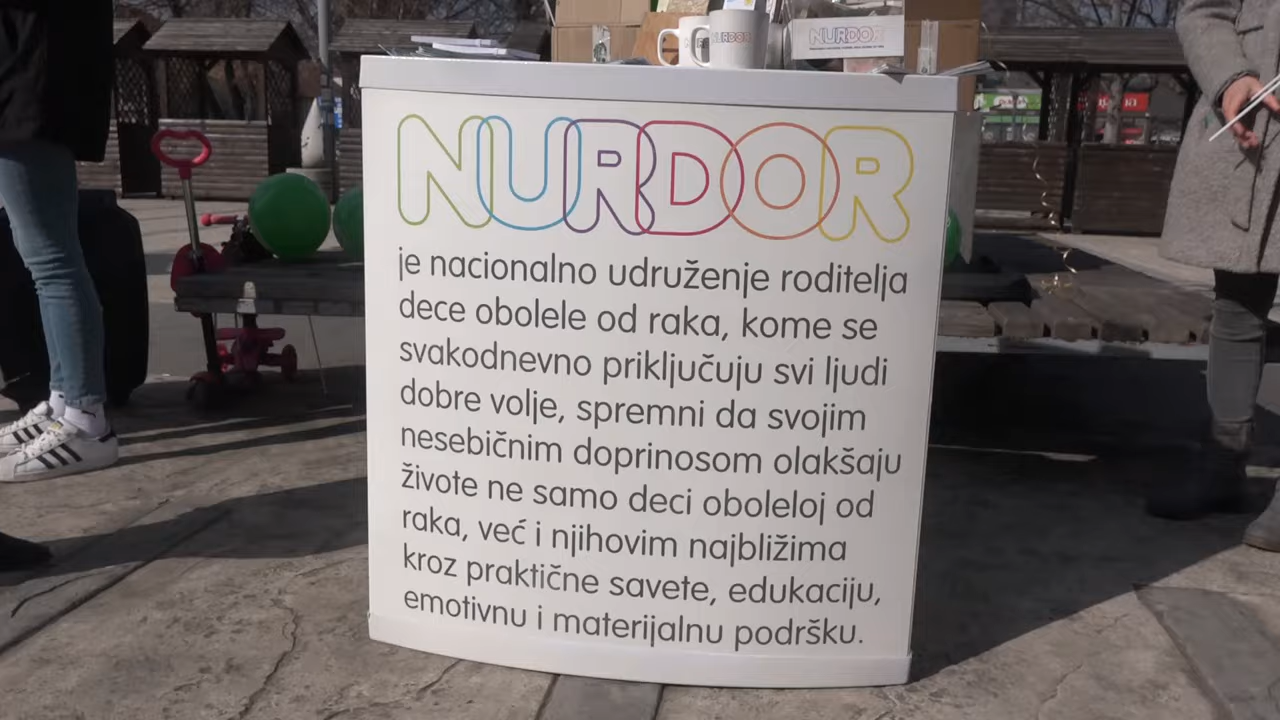 NURDOR
NURDOR
je nacionalno udruženje roditelja
dece obolele od raka, kome se
svakodnevno priključuju svi ljudi
dobre volje, spremni da svojim
nesebičnim doprinosom olakšaju
živote ne samo deci oboleloj od
raka, već i njihovim najbližima
kroz praktične savete, edukaciju,
emotivnu i materijalnu podršku.